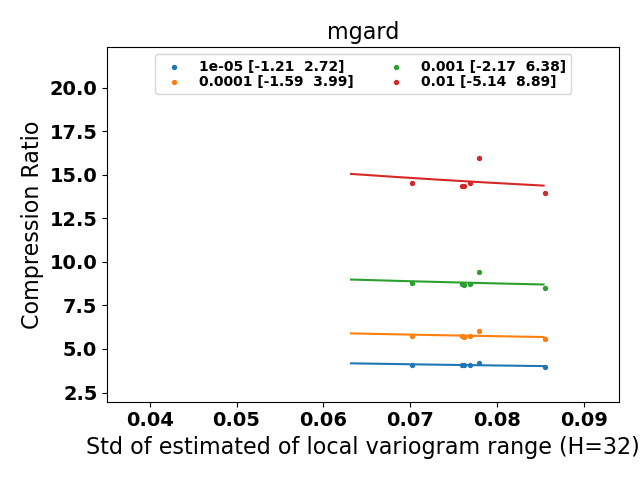 mgard
1e-05 [-1.21  2.72]
0.0001 [-1.59  3.99]
0.001 [-2.17  6.38]
0.01 [-5.14  8.89]
Compression Ratio
20.0
17.5
15.0
12.5
10.0
7.5
5.0
2.5
0.04 0.05 0.06 0.07 0.08 0.09
Std of estimated of local variogram range (H=32)